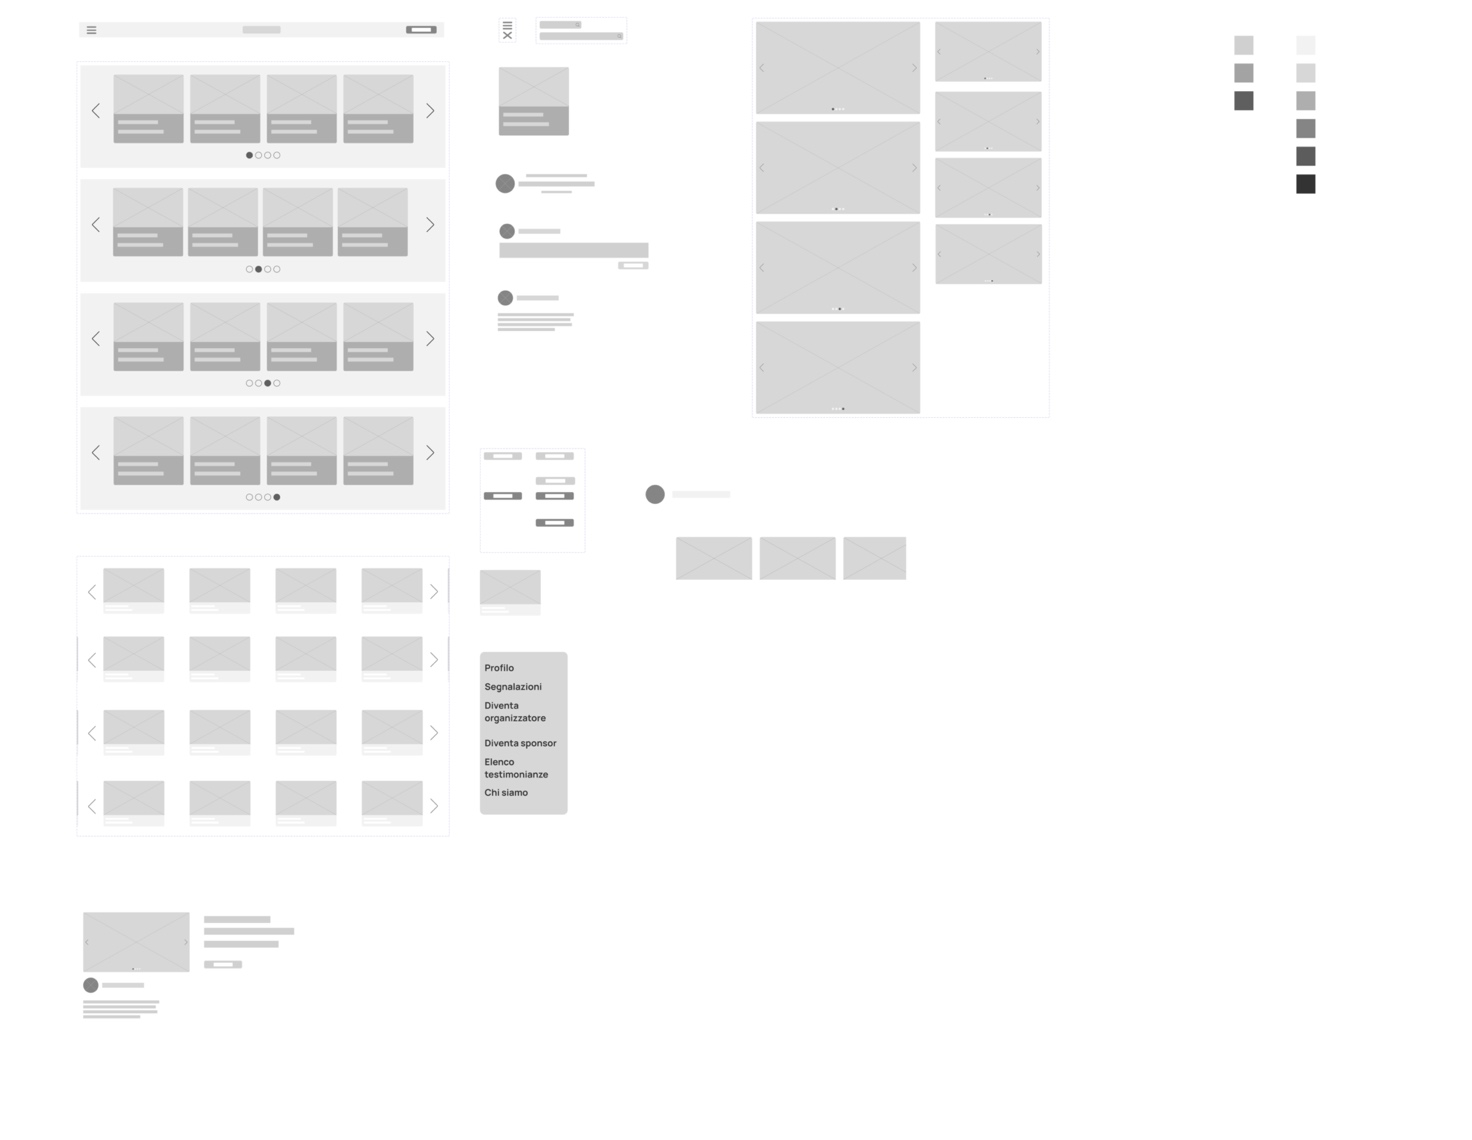 Profilo
Segnalazioni
Diventa
organizzatore
Diventa sponsor
Elenco
testimonianze
Chi siamo